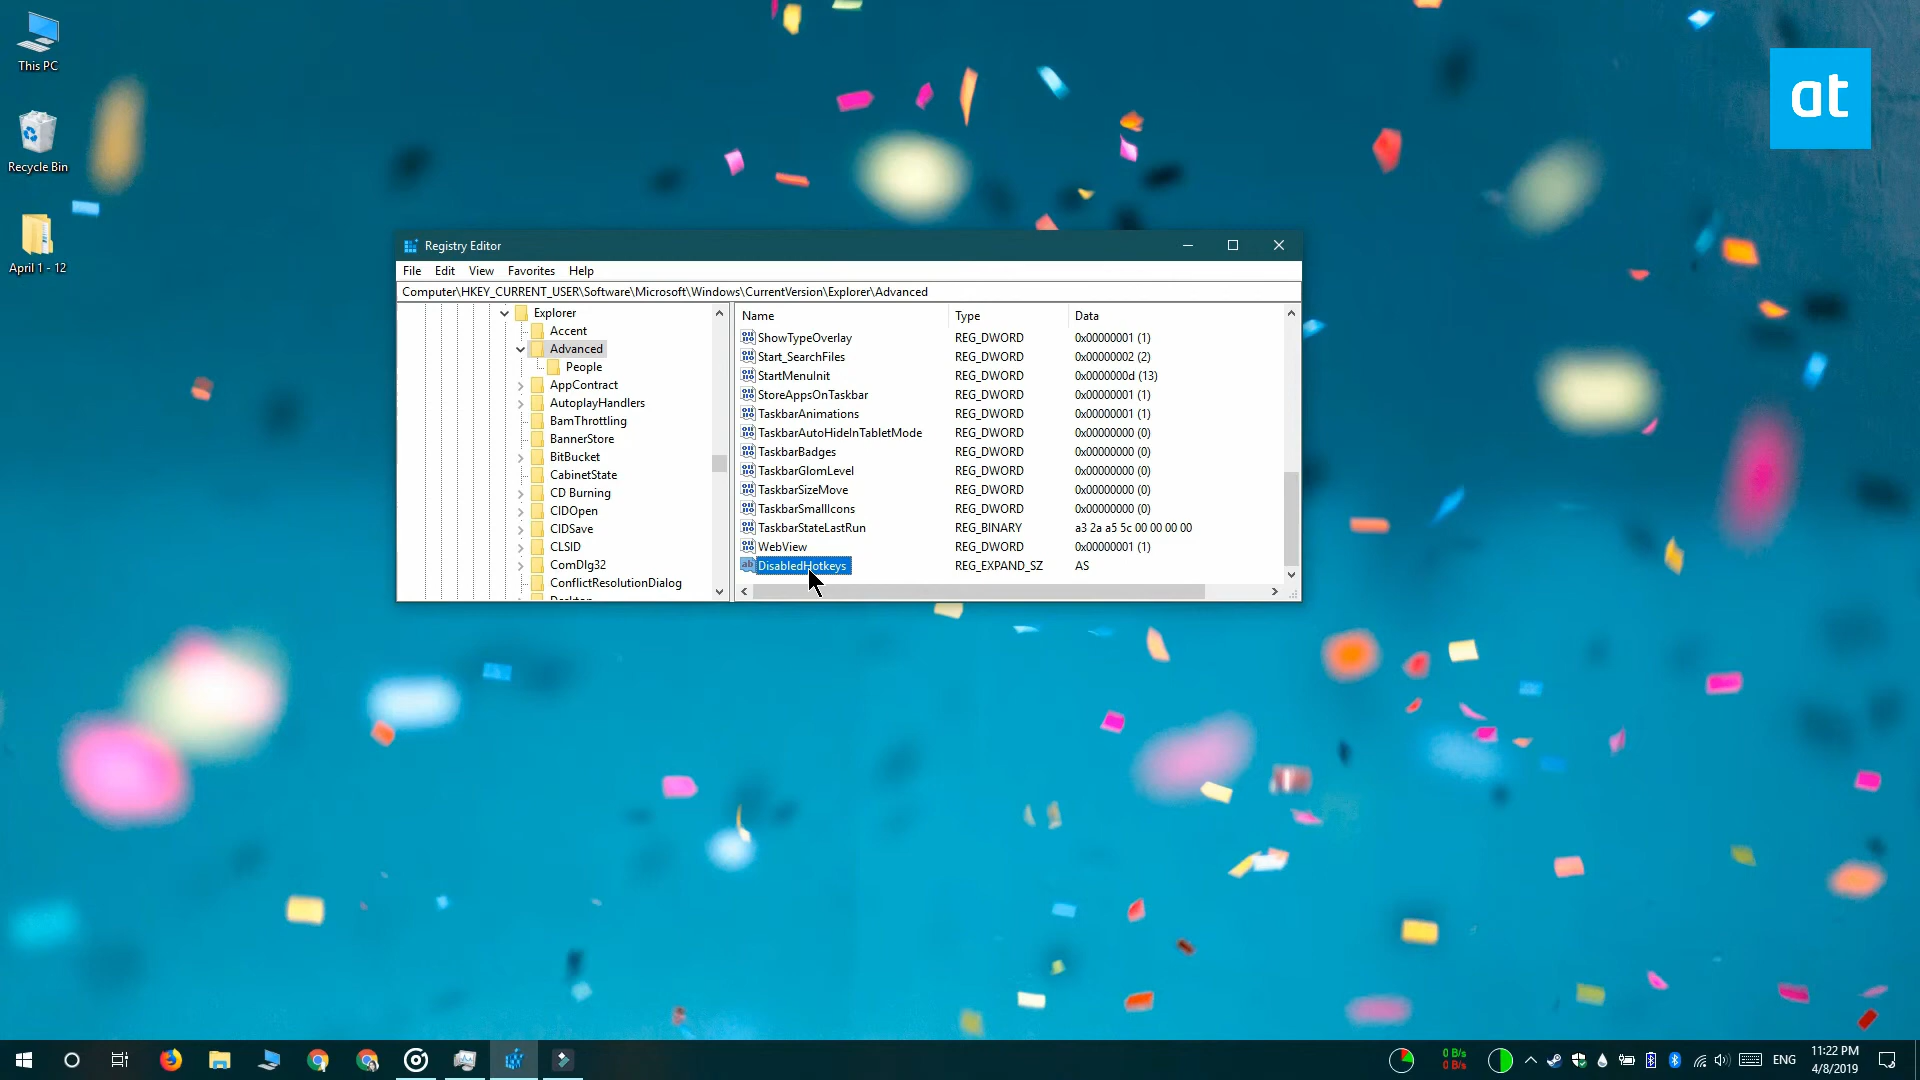 This PC
Recycle Bin
April 1 - 12
at
Registry Editor
File Edit View Favorites Help
Computer\HKEY_CURRENT_USER\Software\Microsoft\Windows\CurrentVersion\Explorer\Advanced
Explorer
Accent
Advanced
People
AppContract
AutoplayHandlers
BamThrottling
BannerStore
BitBucket
CabinetState
CD Burning
CIDOpen
CIDSave
CLSID
ComDlg32
ConflictResolutionDialog
Name Type Data
ShowTypeOverlay REG_DWORD 0x00000001 (1)
Start_SearchFiles REG_DWORD 0x00000002 (2)
StartMenuInit REG_DWORD 0x0000000d (13)
StoreAppsOnTaskbar REG_DWORD 0x00000001 (1)
TaskbarAnimations REG_DWORD 0x00000001 (1)
TaskbarAutoHideInTabletMode REG_DWORD 0x00000000 (0)
TaskbarBadges REG_DWORD 0x00000000 (0)
TaskbarGlomLevel REG_DWORD 0x00000000 (0)
TaskbarSizeMove REG_DWORD 0x00000000 (0)
TaskbarSmallIcons REG_DWORD 0x00000000 (0)
TaskbarStateLastRun REG_BINARY a3 2a a5 5c 00 00 00 00
WebView REG_DWORD 0x00000001 (1)
DisabledHotkeys REG_EXPAND_SZ AS
0 B/s
0 B/s
ENG
11:22 PM
4/8/2019